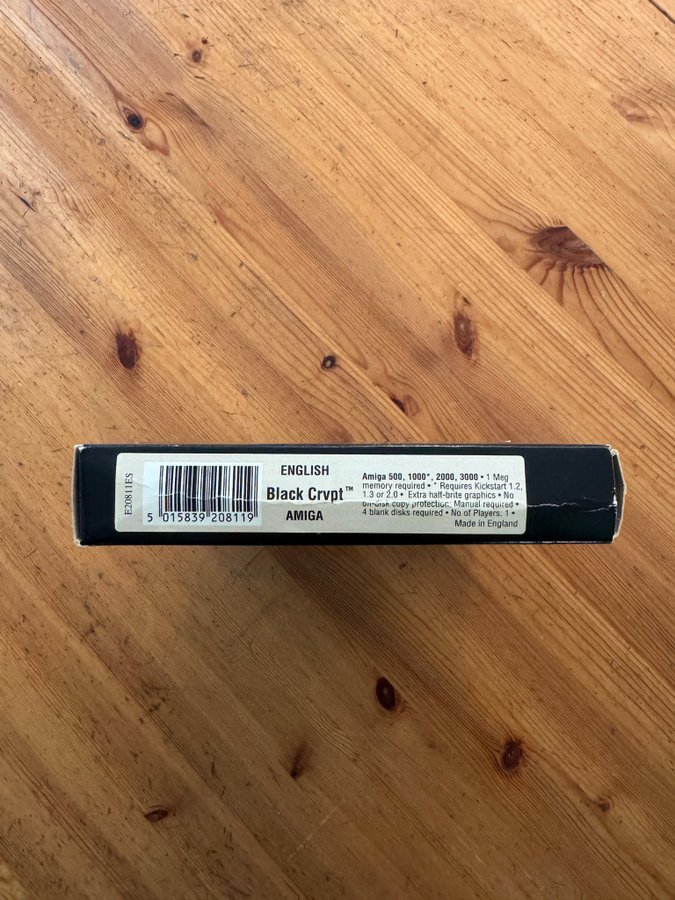 E20811ES
5 015839 208119
ENGLISH
Black Crypt™
AMIGA
Amiga 500, 1000*, 2000, 3000 • 1 Meg
memory required • * Requires Kickstart 1.2,
1.3 or 2.0 • Extra half-brite graphics • No
on-disk copy protection; Manual required •
4 blank disks required • No of Players: 1 •
Made in England